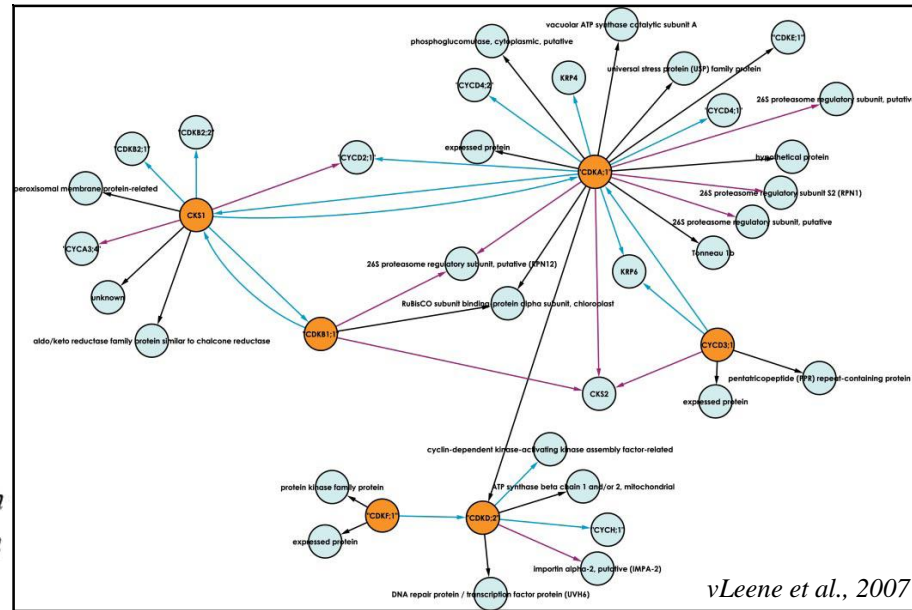 vacuolar ATP synthase catalytic subunit A
phosphoglucomutase, cytoplasmic, putative
"CDKE;1"
universal stress protein (USP) family protein
"CYCD4;2"
KRP4
26S proteasome regulatory subunit, putative
"CYCD4;1"
"CDKB2;2"
"CDKB2;1"
"CYCD2;1"
expressed protein
hypothetical protein
"CDKA;1"
peroxisomal membrane protein-related
26S proteasome regulatory subunit S2 (RPN1)
CKS1
26S proteasome regulatory subunit, putative
"CYCA3;4"
Tonneau 1b
26S proteasome regulatory subunit, putative (RPN12)
KRP6
unknown
RuBisCO subunit binding protein alpha subunit, chloroplast
"CDKB1;1"
aldo/keto reductase family protein similar to chalcone reductase
CYCD3;1
pentatricopeptide (PPR) repeat-containing protein
CKS2
expressed protein
cyclin-dependent kinase-activating kinase assembly factor-related
protein kinase family protein
ATP synthase beta chain 1 and/or 2, mitochondrial
"CDKF;1"
"CDKD;2"
"CYCH;1"
expressed protein
importin alpha-2, putative (IMPA-2)
DNA repair protein / transcription factor protein (UVH6)
vLeene et al., 2007